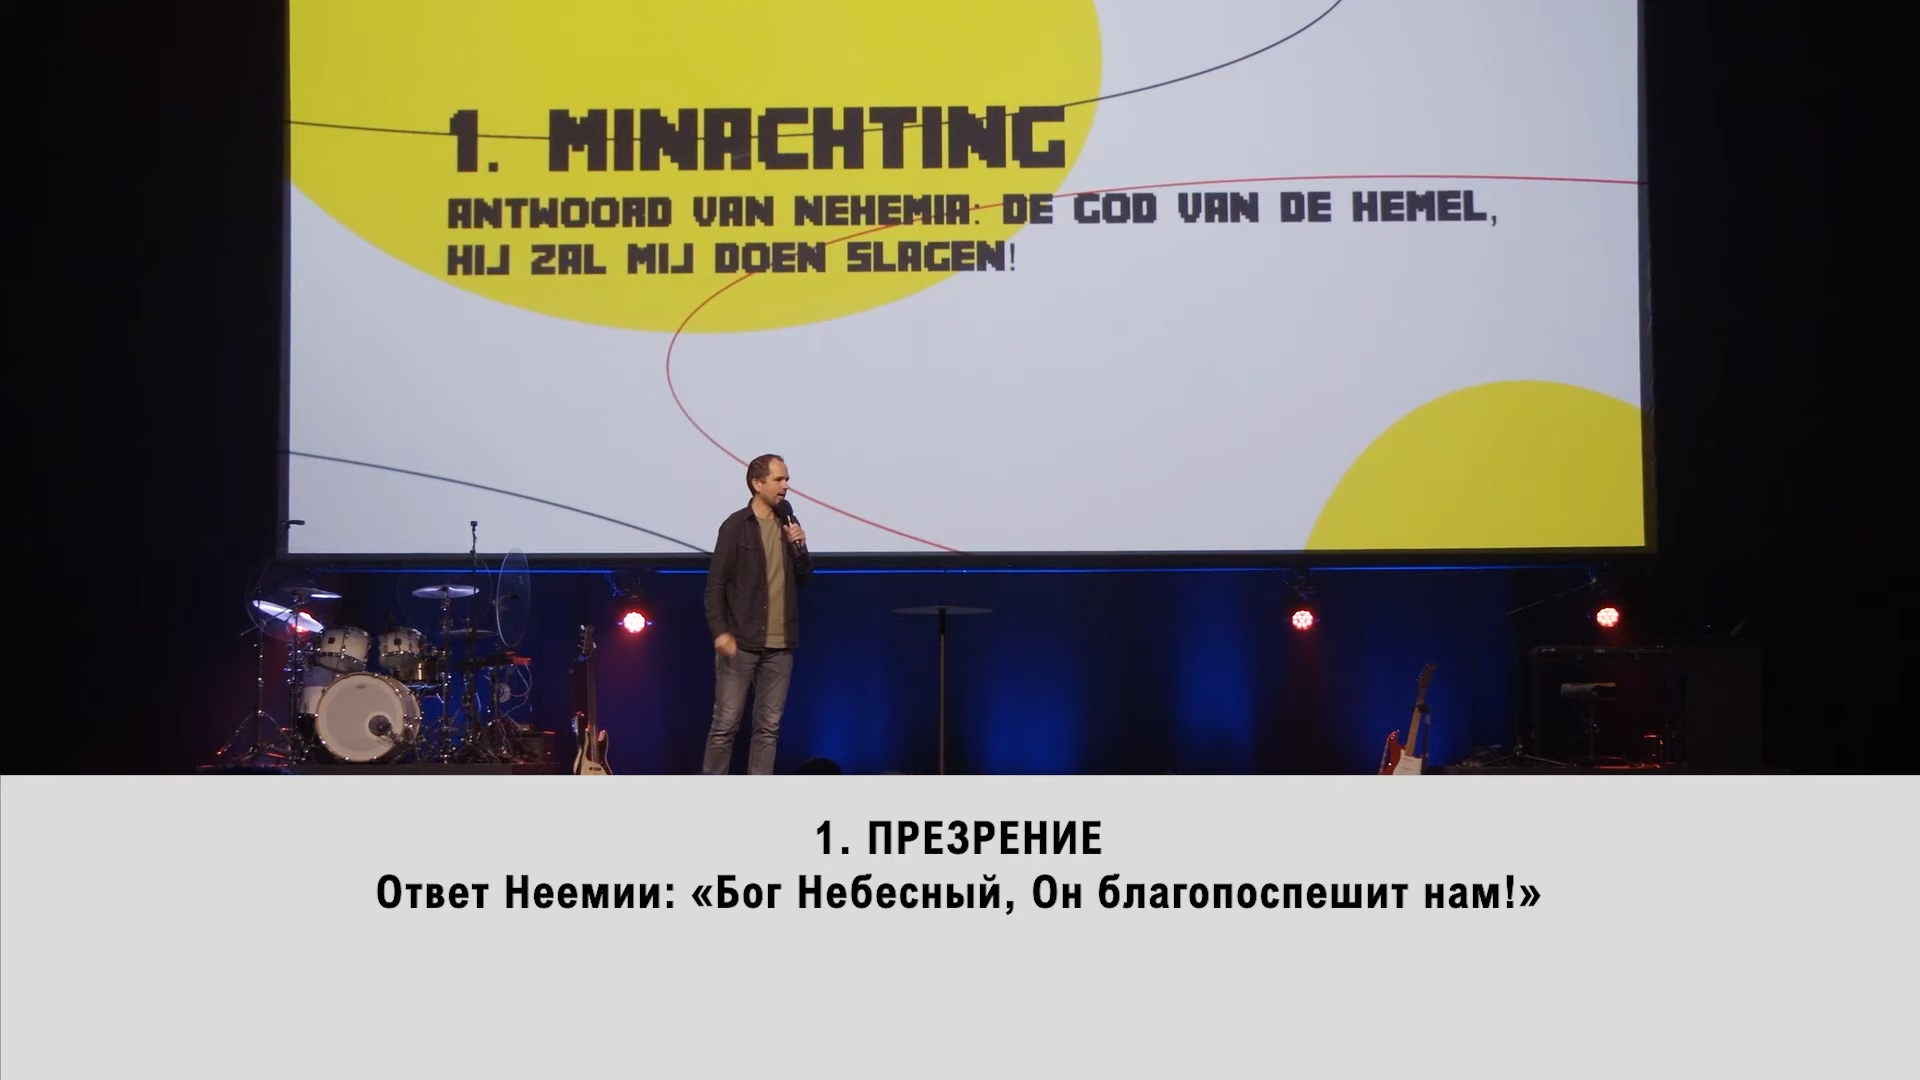 1. MINACHTING
ANTWOORD VAN NEHEMIA: DE GOD VAN DE HEMEL,
HIJ ZAL MIJ DOEN SLAGEN!
1. ПРЕЗРЕНИЕ
Ответ Неемии: «Бог Небесный, Он благопоспешит нам!»